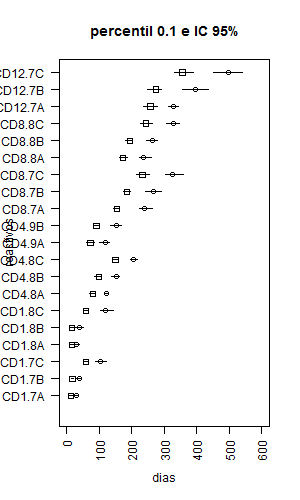 percentil 0.1 e IC 95%
CD12.7C
CD12.7B
CD12.7A
CD8.8C
CD8.8B
CD8.8A
CD8.7C
CD8.7B
CD8.7A
CD4.9B
CD4.9A
CD4.8C
CD4.8B
CD4.8A
CD1.8C
CD1.8B
CD1.8A
CD1.7C
CD1.7B
CD1.7A
0
100
200
300
400
500
600
dias